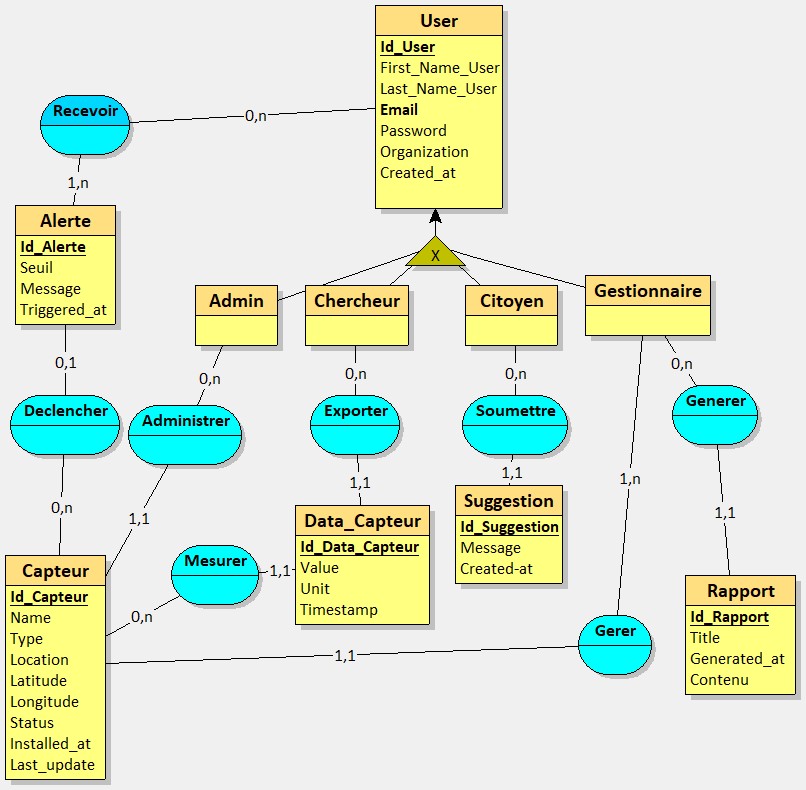 User
Id_User
First_Name_User
Last_Name_User
Email
Password
Organization
Created_at
Recevoir
0,n
1,n
Alerte
Id_Alerte
Seuil
Message
Triggered_at
X
Admin
Chercheur
Citoyen
Gestionnaire
0,1
0,n
0,n
0,n
0,n
Declencher
Administrer
Exporter
Soumettre
Generer
0,n
1,1
1,1
1,1
1,n
1,1
Data_Capteur
Id_Data_Capteur
Value
Unit
Timestamp
Suggestion
Id_Suggestion
Message
Created-at
Capteur
Id_Capteur
Name
Type
Location
Latitude
Longitude
Status
Installed_at
Last_update
Mesurer
1,1
0,n
1,1
Gerer
Rapport
Id_Rapport
Title
Generated_at
Contenu